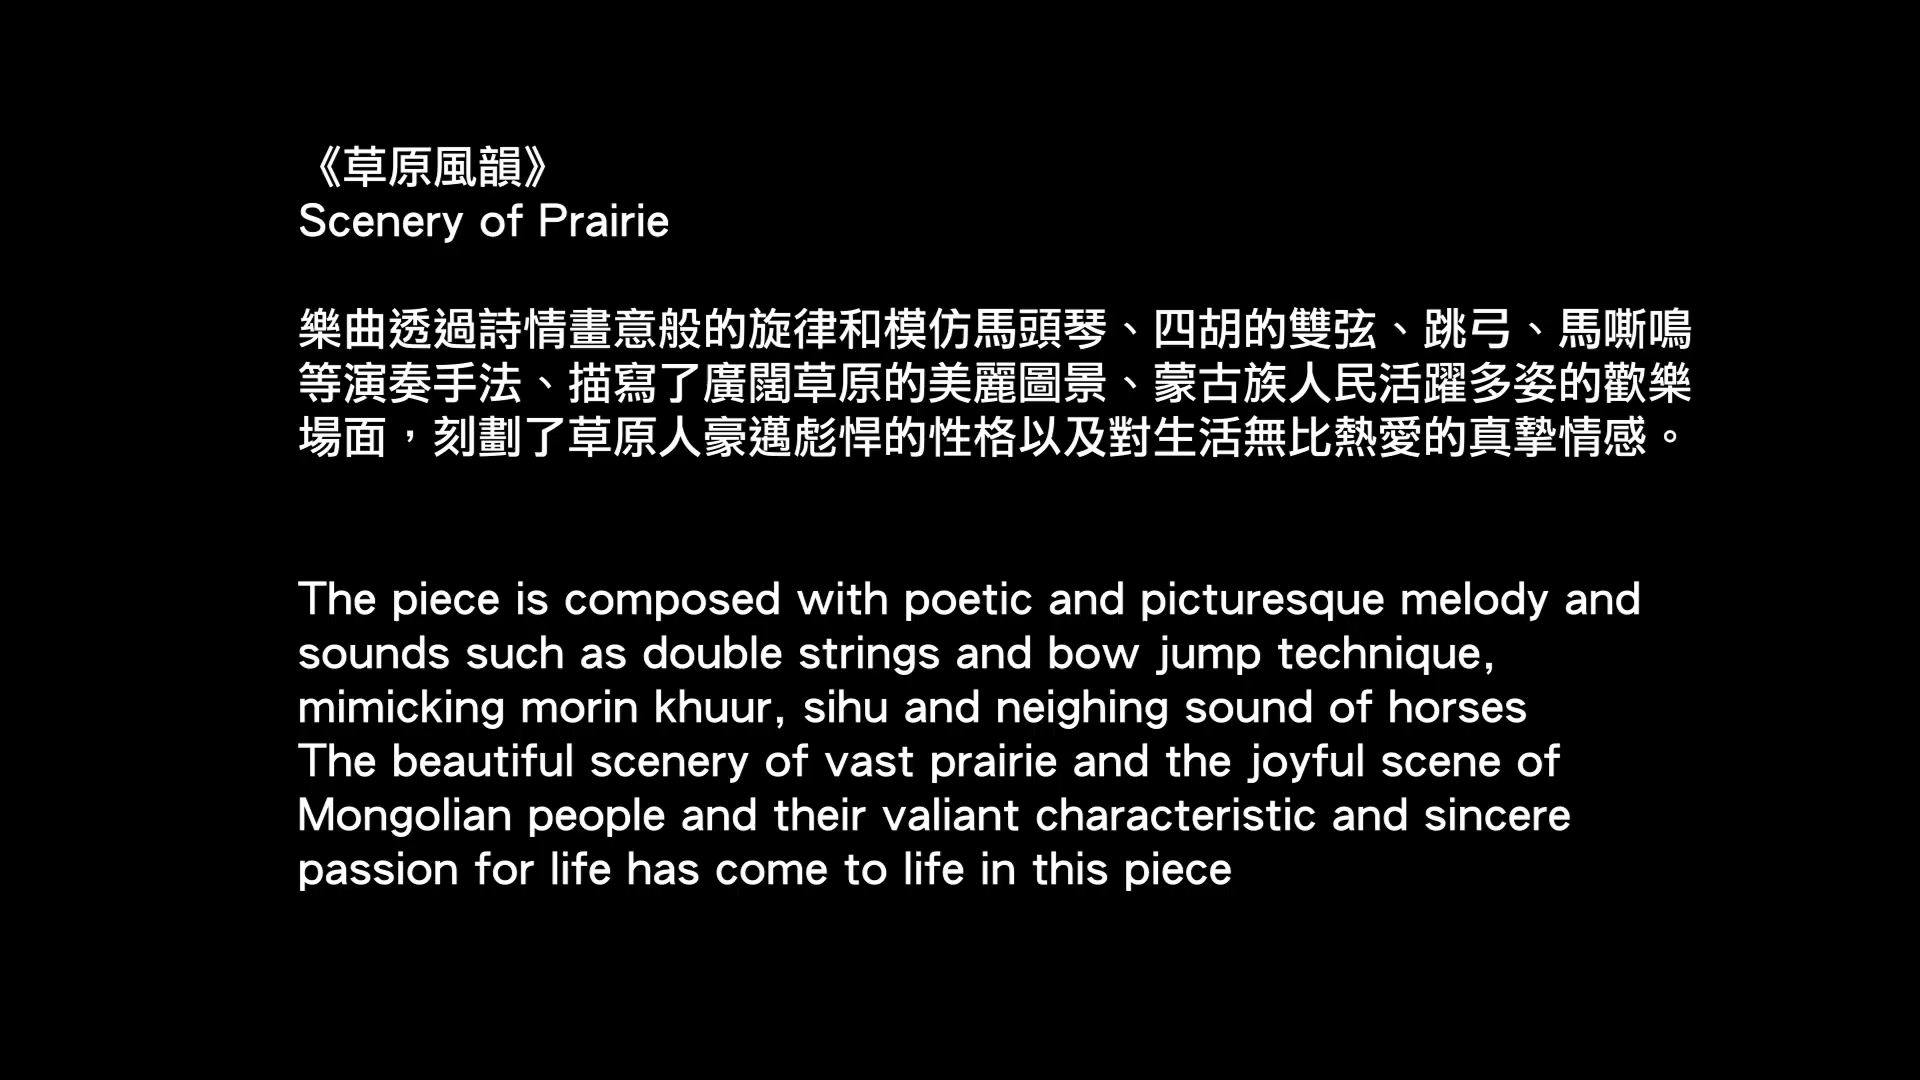 《草原風韻》
Scenery of Prairie
樂曲透過詩情畫意般的旋律和模仿馬頭琴、四胡的雙弦、跳弓、馬嘶鳴
等演奏手法、描寫了廣闊草原的美麗圖景、蒙古族人民活躍多姿的歡樂
場面，刻劃了草原人豪邁彪悍的性格以及對生活無比熱愛的真摯情感。
The piece is composed with poetic and picturesque melody and
sounds such as double strings and bow jump technique,
mimicking morin khuur, sihu and neighing sound of horses
The beautiful scenery of vast prairie and the joyful scene of
Mongolian people and their valiant characteristic and sincere
passion for life has come to life in this piece